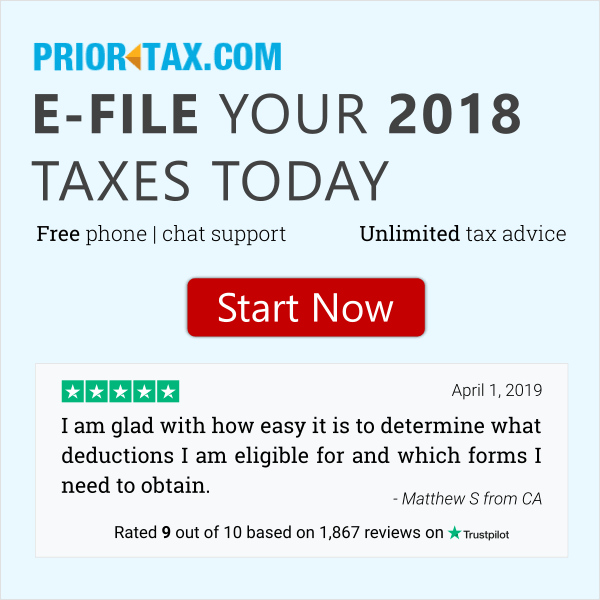 PRIOR TAX.COM
E-FILE YOUR 2018
TAXES TODAY
Free phone | chat support
Unlimited tax advice
Start Now
April 1, 2019
I am glad with how easy it is to determine what
deductions I am eligible for and which forms I
need to obtain.
- Matthew S from CA
Rated 9 out of 10 based on 1,867 reviews on Trustpilot